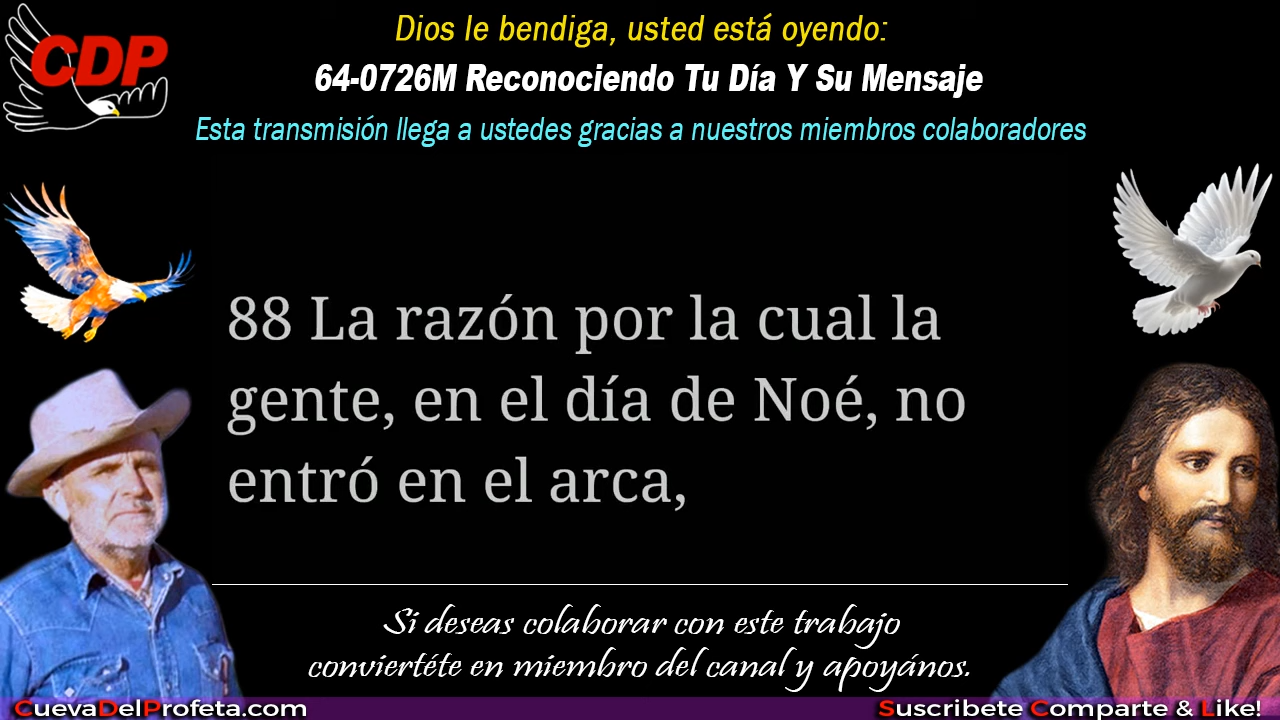 CDP
Dios le bendiga, usted está oyendo:
64-0726M Reconociendo Tu Día Y Su Mensaje
Esta transmisión llega a ustedes gracias a nuestros miembros colaboradores
88 La razón por la cual la
gente, en el día de Noé, no
entró en el arca,
Si deseas colaborar con este trabajo
conviertéte en miembro del canal y apoyános.
CuevaDelProfeta.com
Suscribete Comparte & Like!